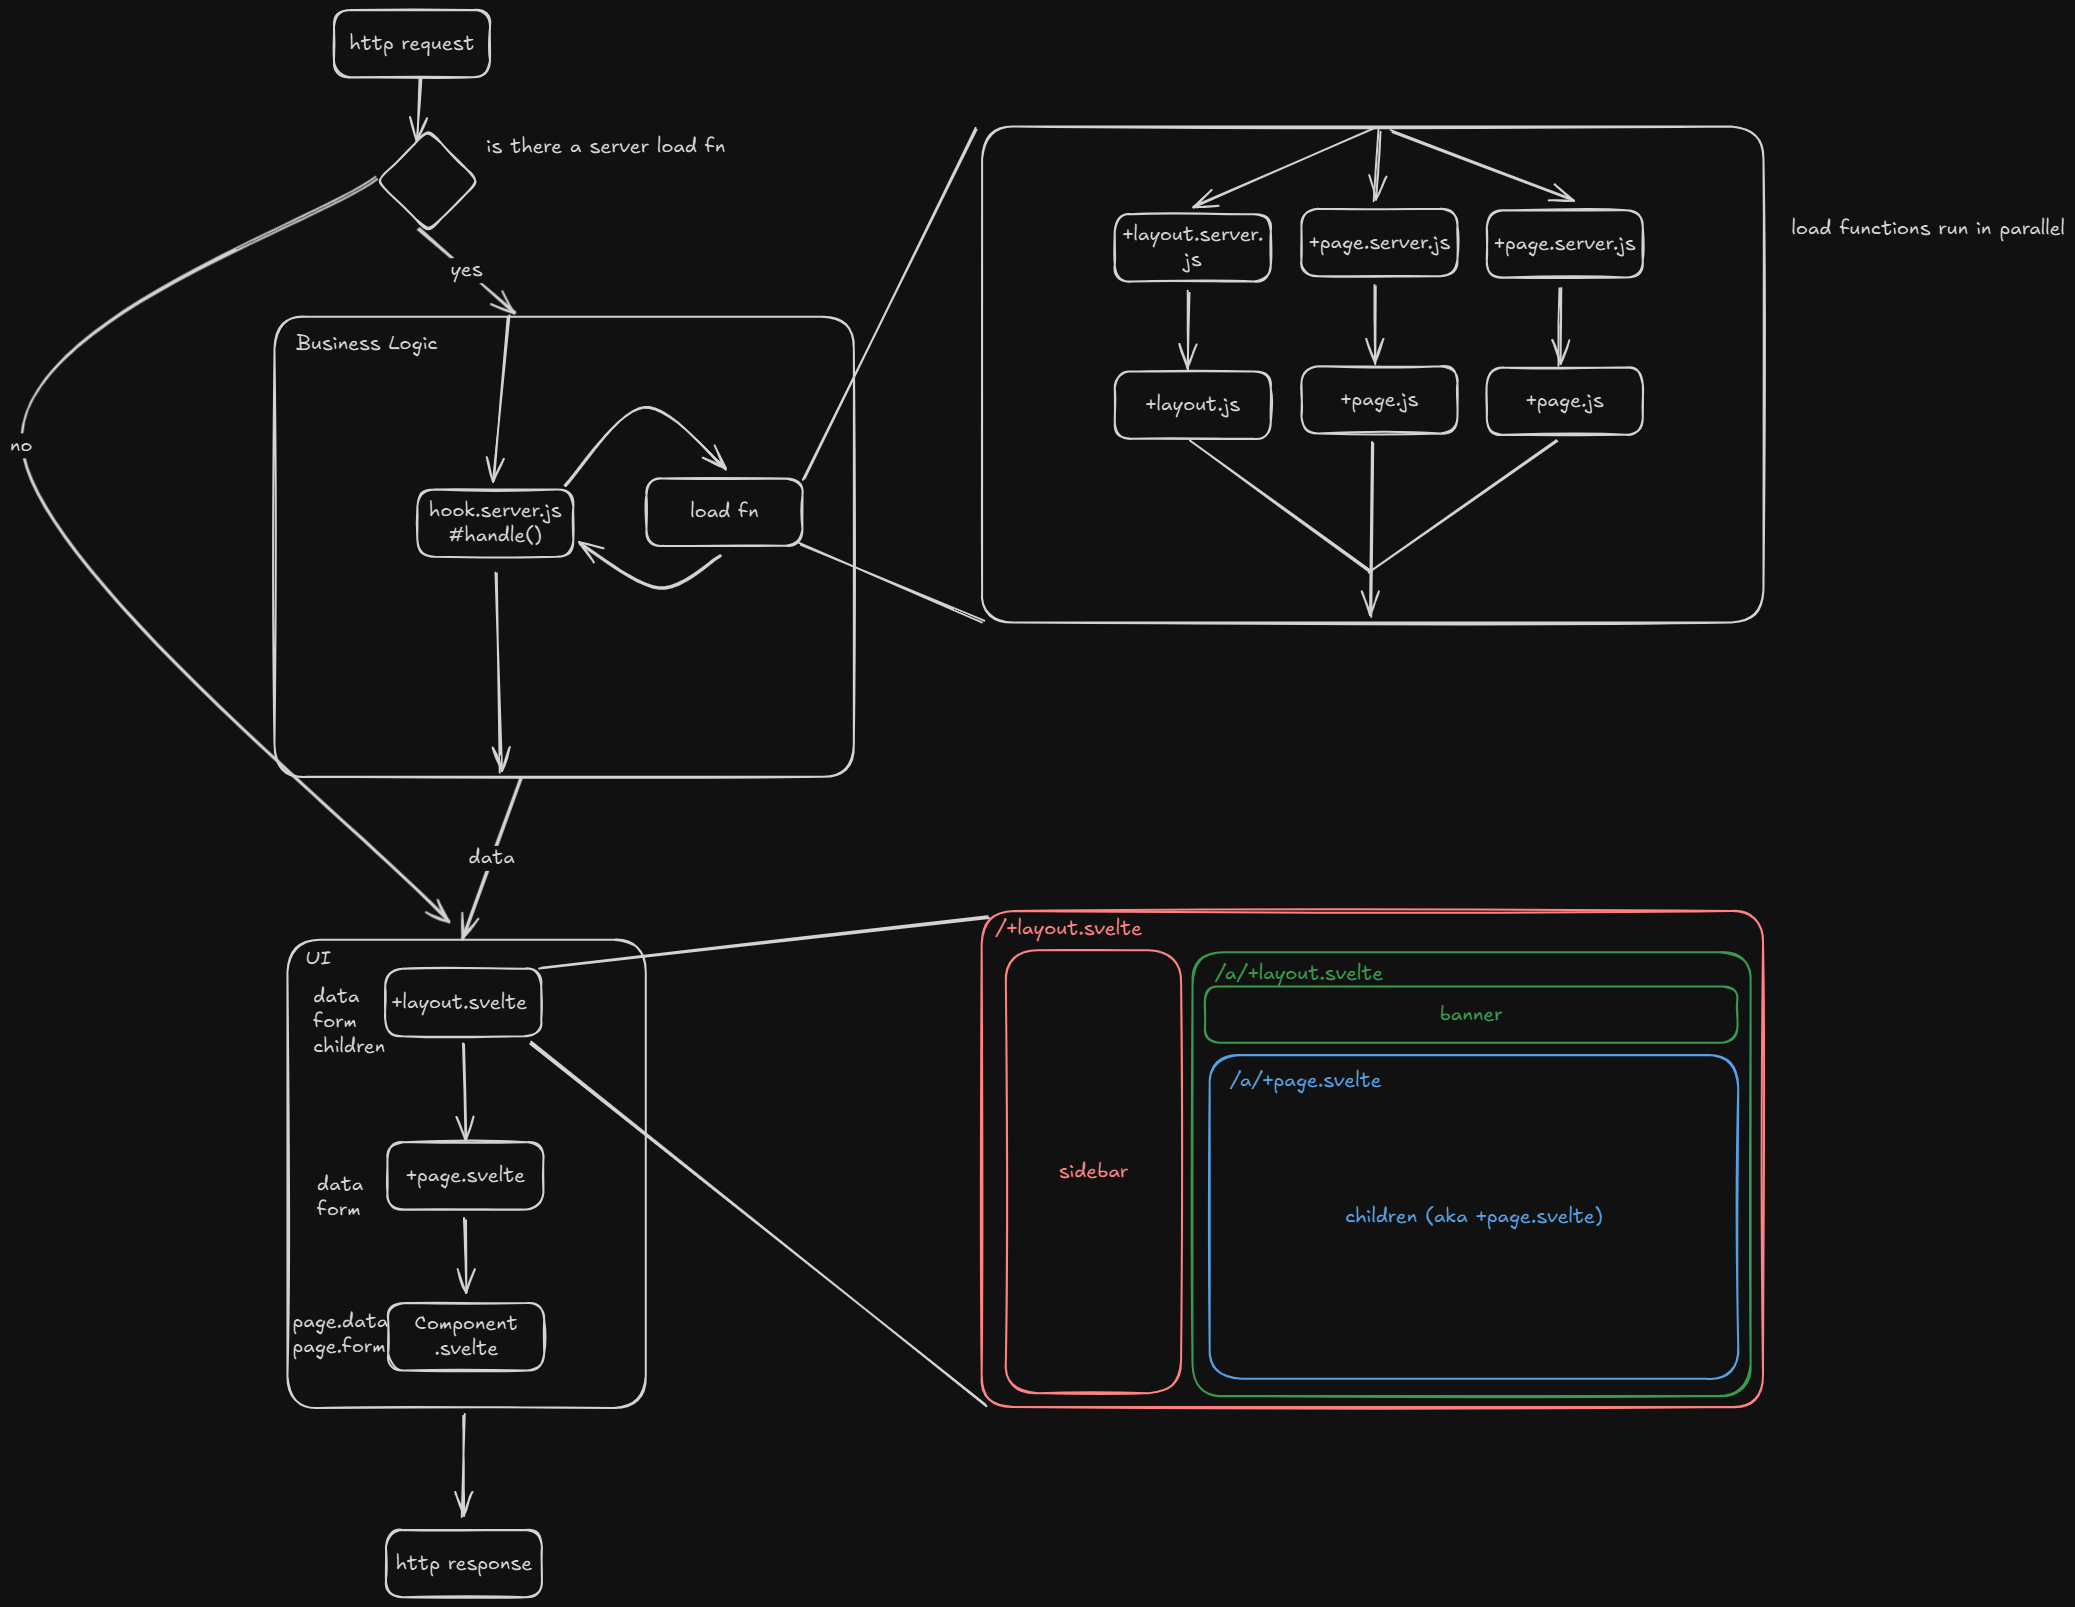 http request
is there a server load fn
yes
no
Business Logic
hook.server.js
#handle()
load fn
+layout.server.
js
+page.server.js
+page.server.js
load functions run in parallel
+layout.js
+page.js
+page.js
data
UI
data
form
children
+layout.svelte
data
form
+page.svelte
page.data
page.form
Component
.svelte
http response
/+layout.svelte
sidebar
/a/+layout.svelte
banner
/a/+page.svelte
children (aka +page.svelte)